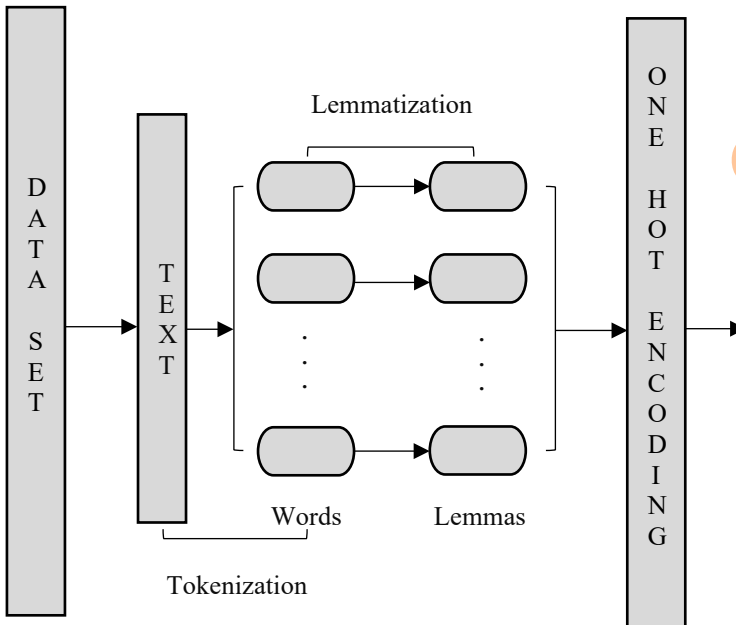 Lemmatization
DATA SET
TEXT
Words
Lemmas
Tokenization
ONE HOT ENCODING